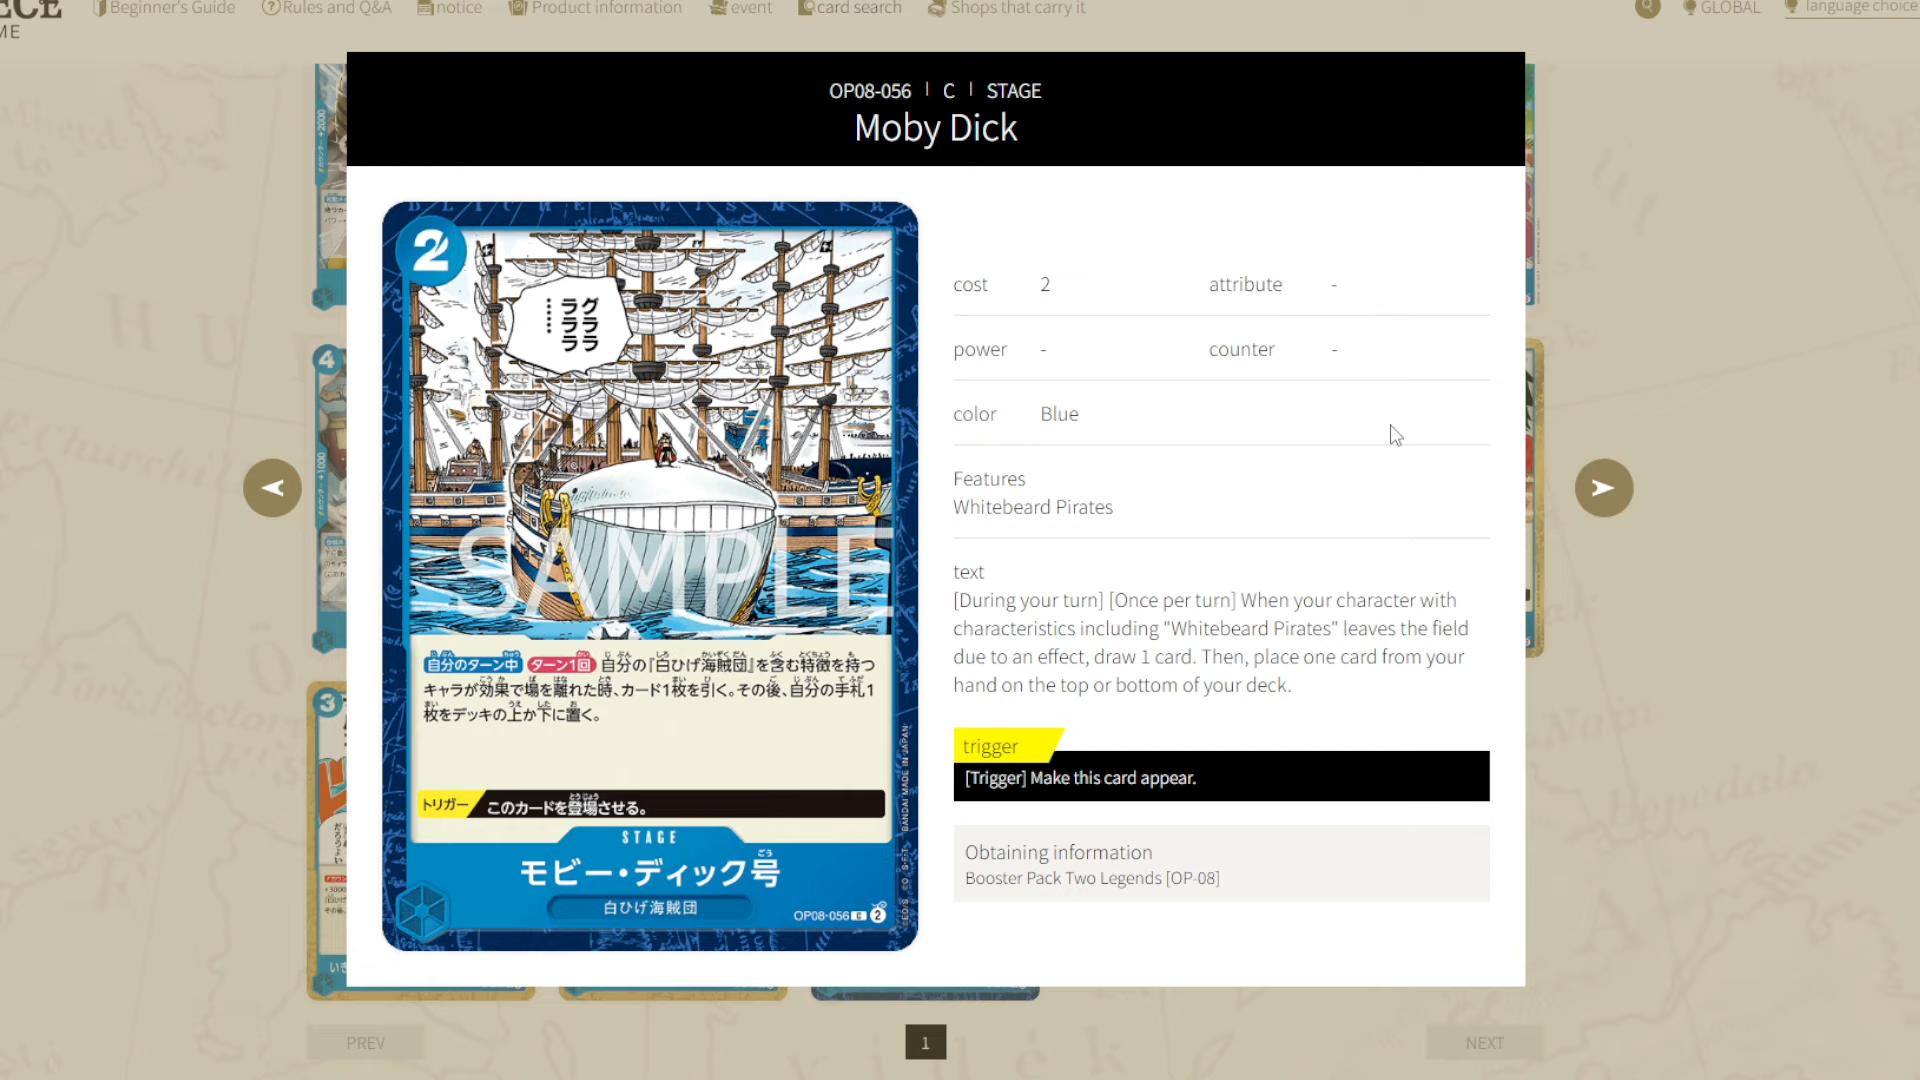 Beginner's Guide
Rules and Q&A
notice
Product information
event
card search
Shops that carry it
GLOBAL
language choice
ME
OP08-056 | C | STAGE
Moby Dick
2
グララララララ……
SAMPLE
自分のターン中 ターン1回 自分の『白ひげ海賊団』を含む特徴を持つ
キャラが効果で場を離れた時、カード1枚を引く。その後、自分の手札1
枚をデッキの上か下に置く。
トリガー このカードを登場させる。
STAGE
モビー・ディック号
白ひげ海賊団
OP08-056 C 2
BANDAI MADE IN JAPAN
cost 2 attribute -
power - counter -
color Blue
Features
Whitebeard Pirates
text
[During your turn] [Once per turn] When your character with
characteristics including "Whitebeard Pirates" leaves the field
due to an effect, draw 1 card. Then, place one card from your
hand on the top or bottom of your deck.
trigger
[Trigger] Make this card appear.
Obtaining information
Booster Pack Two Legends [OP-08]
4
3
PREV
1
NEXT